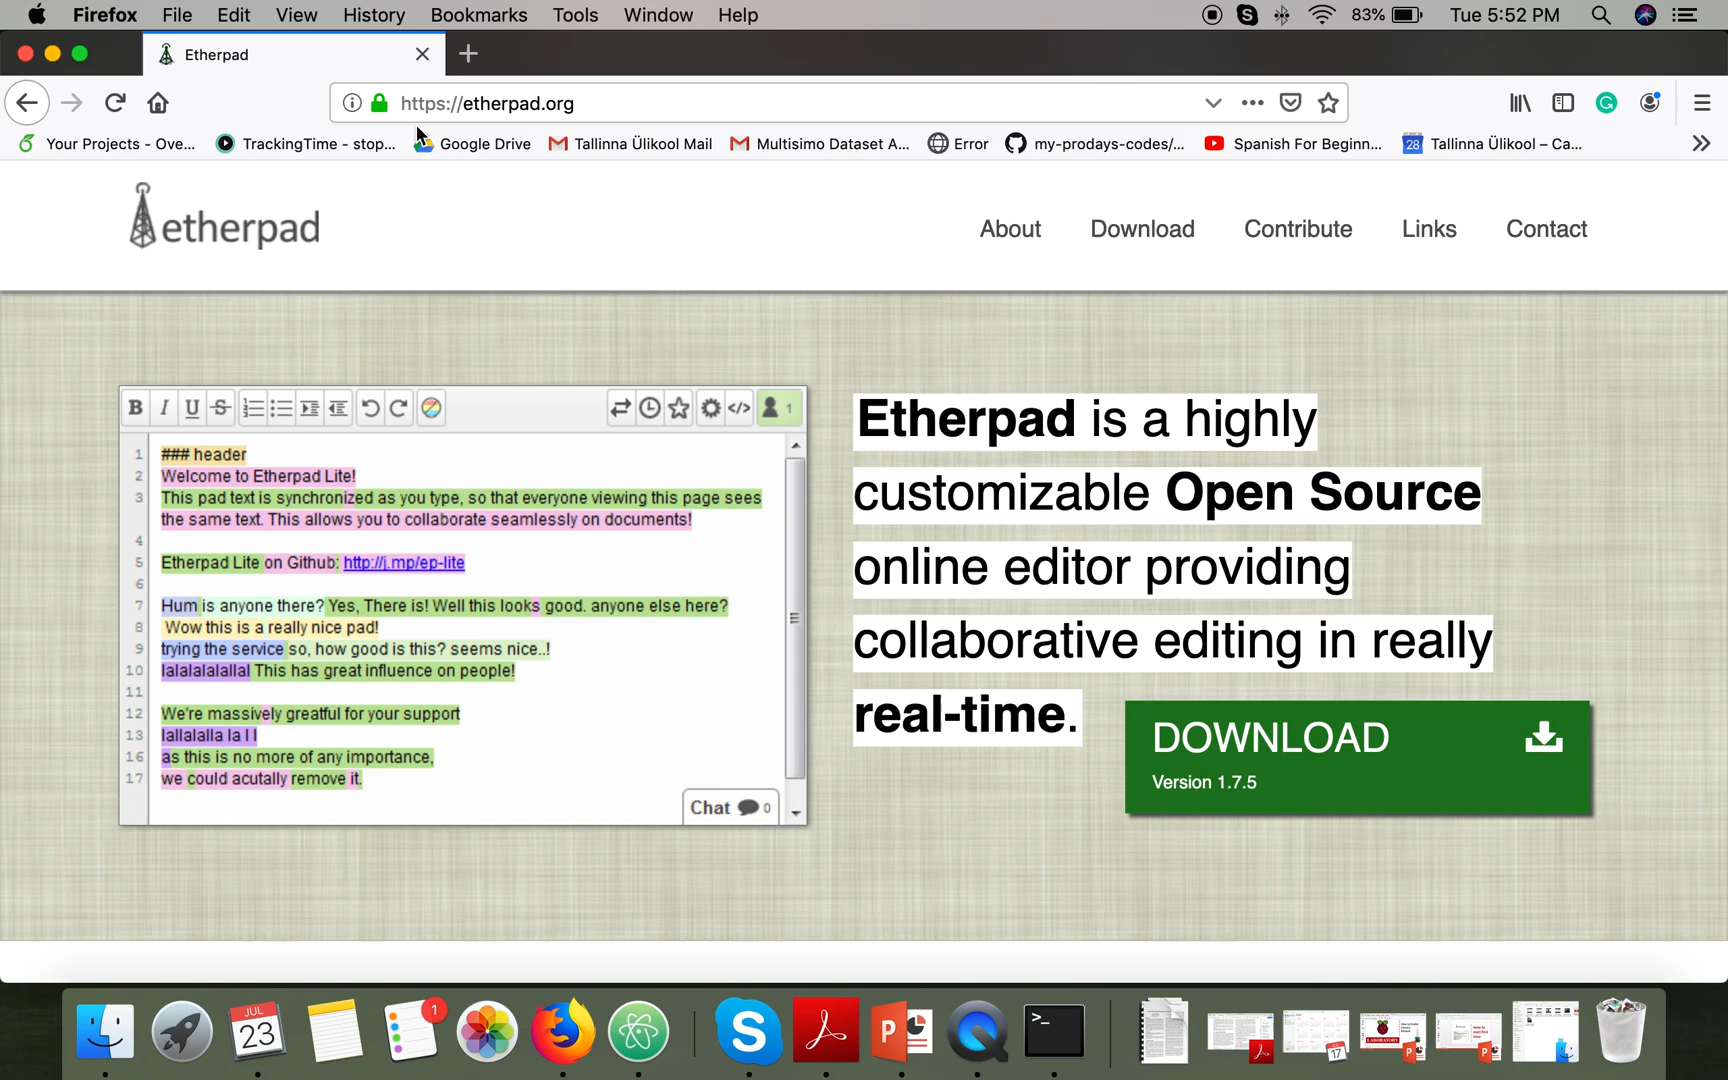 Firefox File Edit View History Bookmarks Tools Window Help 83% Tue 5:52 PM
Etherpad
https://etherpad.org
Your Projects - Ove... TrackingTime - stop... Google Drive Tallinna Ülikool Mail Multisimo Dataset A... Error my-prodays-codes/... Spanish For Beginn... 28 Tallinna Ülikool – Ca...
etherpad
About Download Contribute Links Contact
B I U S 1
1 ### header
2 Welcome to Etherpad Lite!
3 This pad text is synchronized as you type, so that everyone viewing this page sees
the same text. This allows you to collaborate seamlessly on documents!
4
5 Etherpad Lite on Github: http://j.mp/ep-lite
6
7 Hum is anyone there? Yes, There is! Well this looks good. anyone else here?
8 Wow this is a really nice pad!
9 trying the service so, how good is this? seems nice..!
10 lalalalalallal This has great influence on people!
11
12 We're massively greatful for your support
13 lallalalla la l l
16 as this is no more of any importance,
17 we could acutally remove it.
Chat 0
Etherpad is a highly
customizable Open Source
online editor providing
collaborative editing in really
real-time.
DOWNLOAD
Version 1.7.5
JUL
23
1
S
P
>_
17
LABORATORY